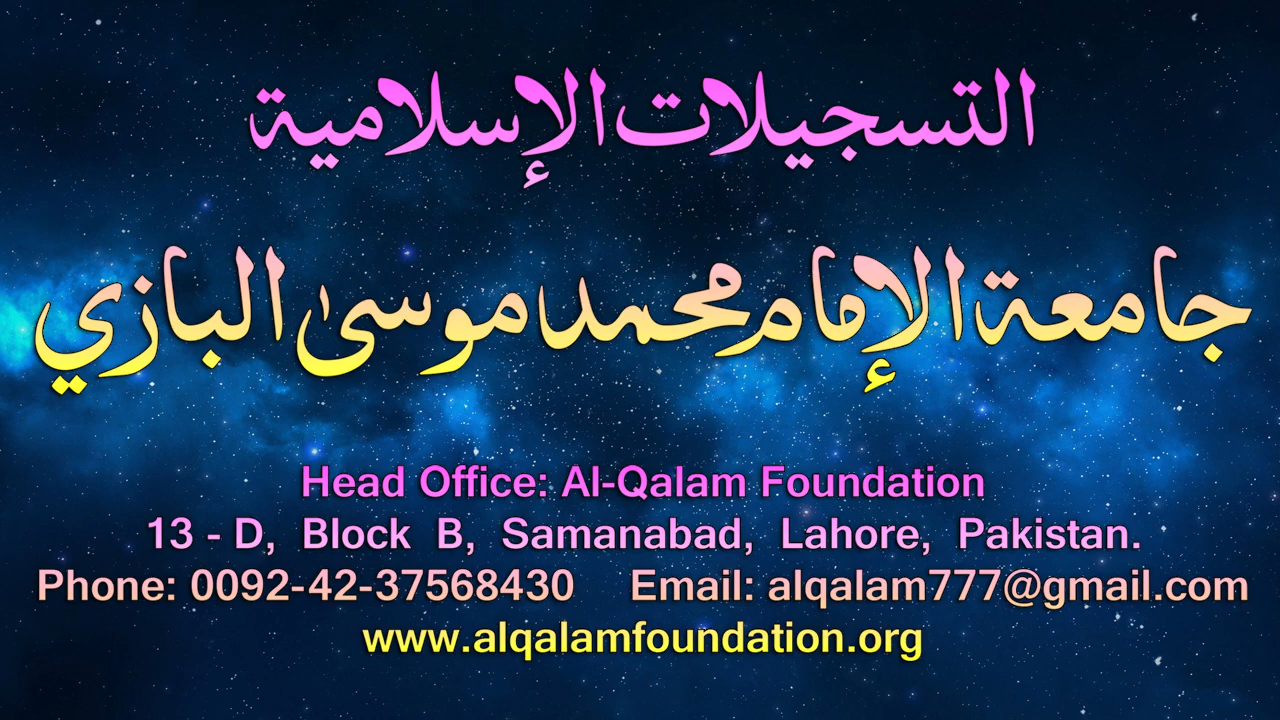 التسجيلات الإسلامية
جامعة الإمام محمد موسىٰ البازي
Head Office: Al-Qalam Foundation
13 - D, Block B, Samanabad, Lahore, Pakistan.
Phone: 0092-42-37568430 Email: alqalam777@gmail.com
www.alqalamfoundation.org